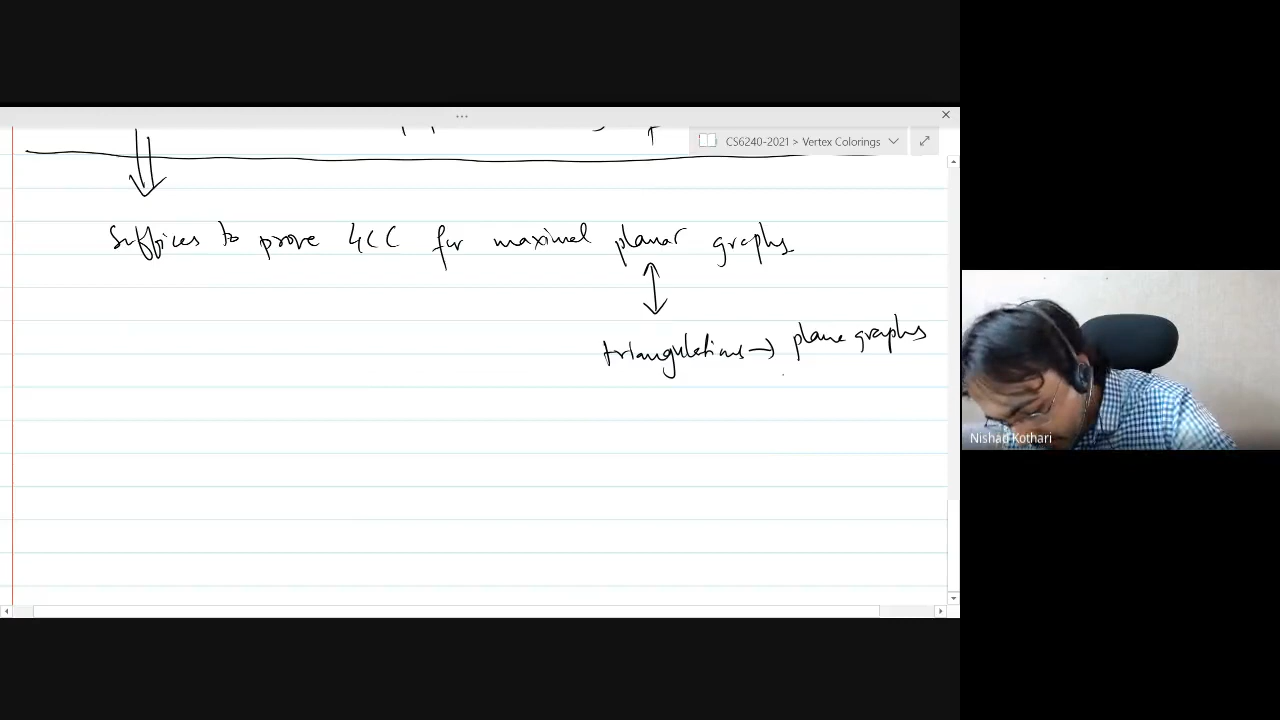 CS6240-2021 > Vertex Colorings
Suffices to prove 4CC for maximal planar graphs
triangulations → plane graphs
Nishad Kothari